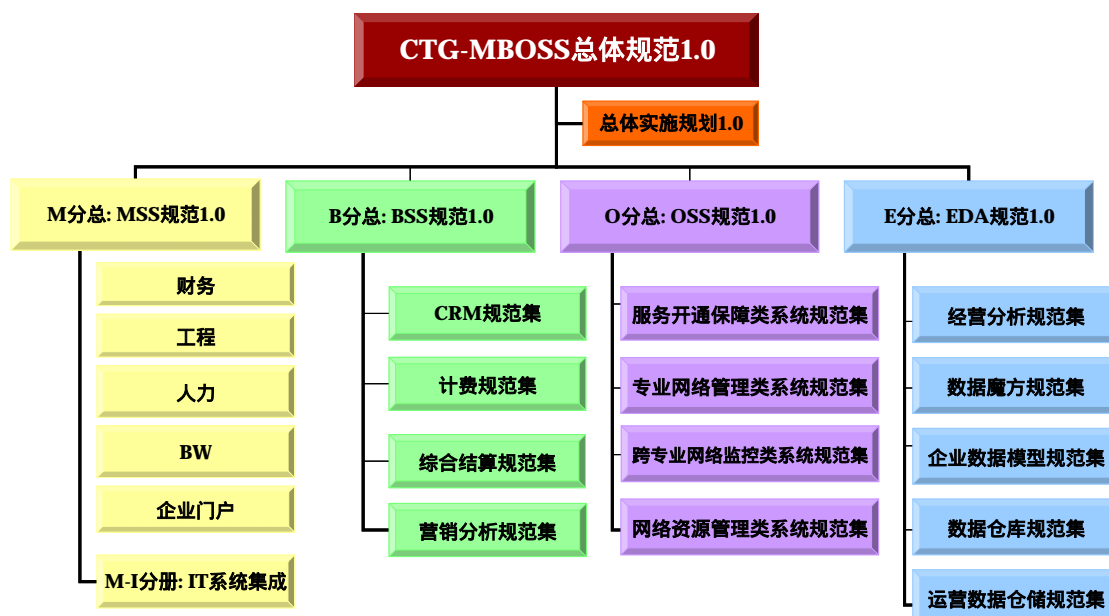 CTG-MBOSS总体规范1.0
总体实施规划1.0
M分总: MSS规范1.0
B分总: BSS规范1.0
O分总: OSS规范1.0
E分总: EDA规范1.0
财务
工程
人力
BW
企业门户
M-I分册: IT系统集成
CRM规范集
计费规范集
综合结算规范集
营销分析规范集
服务开通保障类系统规范集
专业网络管理类系统规范集
跨专业网络监控类系统规范集
网络资源管理类系统规范集
经营分析规范集
数据魔方规范集
企业数据模型规范集
数据仓库规范集
运营数据仓储规范集